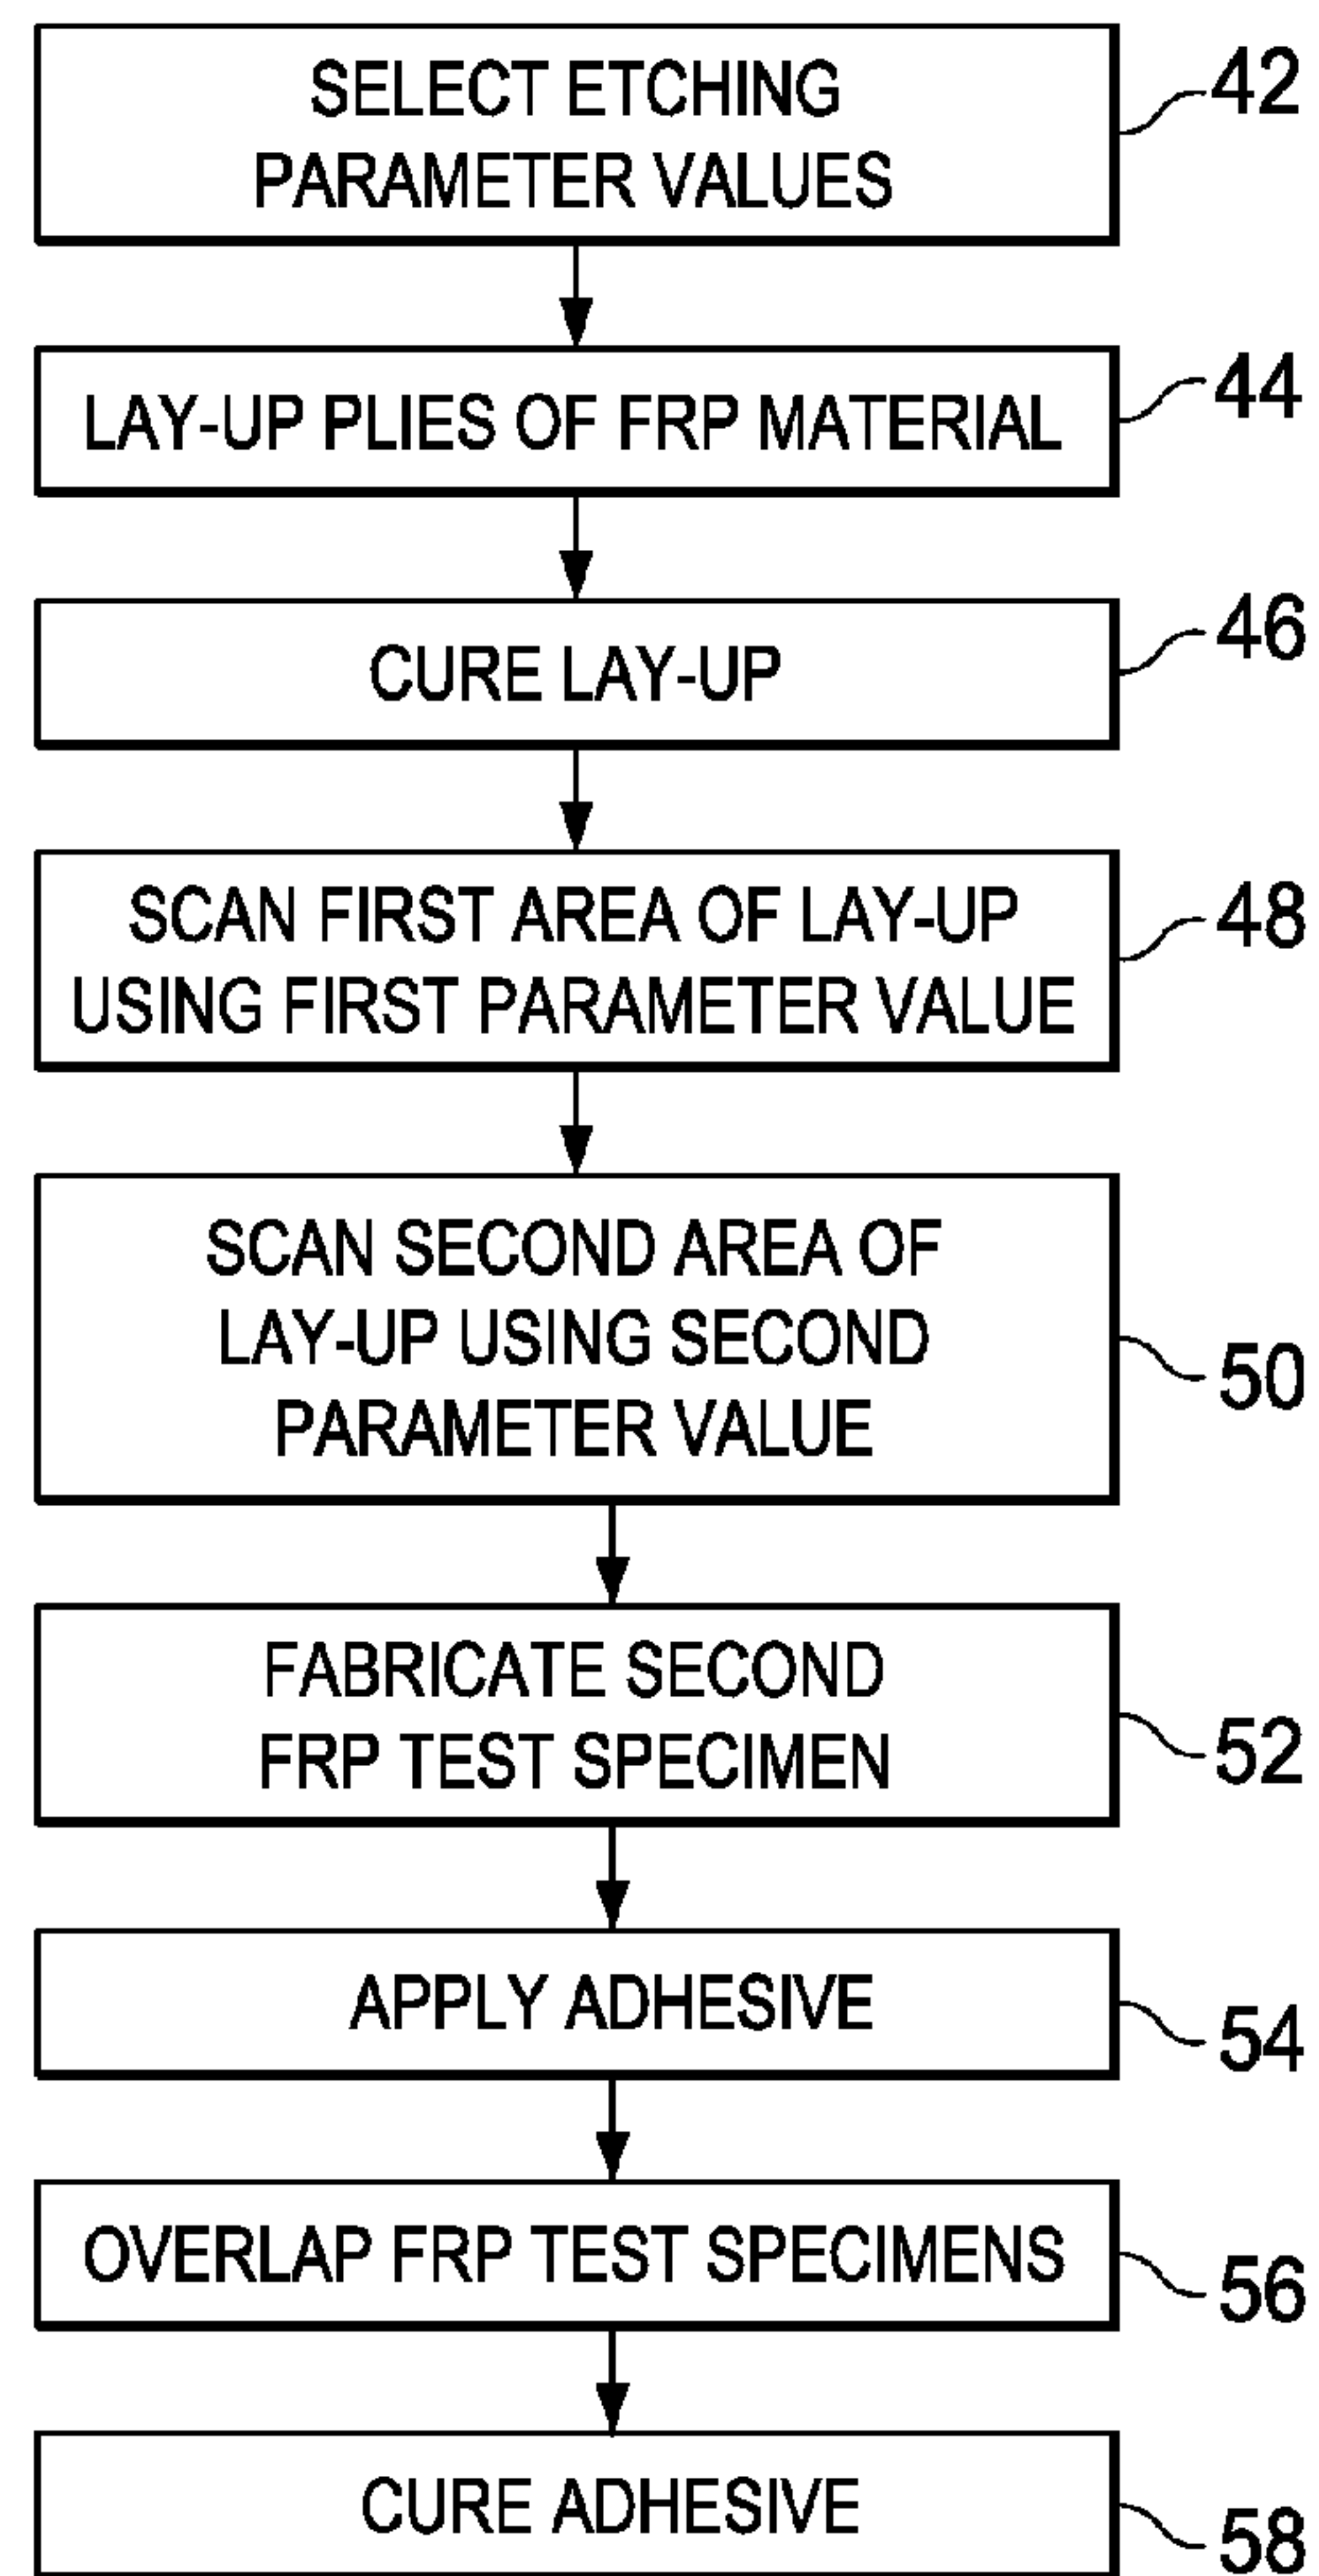 SELECT ETCHING
PARAMETER VALUES
42
LAY-UP PLIES OF FRP MATERIAL
44
CURE LAY-UP
46
SCAN FIRST AREA OF LAY-UP
USING FIRST PARAMETER VALUE
48
SCAN SECOND AREA OF
LAY-UP USING SECOND
PARAMETER VALUE
50
FABRICATE SECOND
FRP TEST SPECIMEN
52
APPLY ADHESIVE
54
OVERLAP FRP TEST SPECIMENS
56
CURE ADHESIVE
58